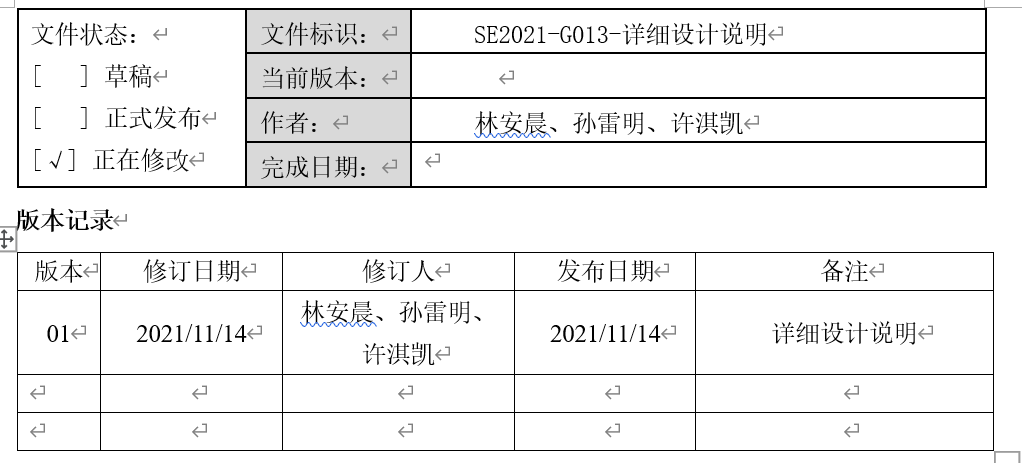 文件状态：
[ ] 草稿
[ ] 正式发布
[√] 正在修改
文件标识： SE2021-G013-详细设计说明
当前版本：
作者： 林安晨、孙雷明、许淇凯
完成日期：
版本记录
版本 修订日期 修订人 发布日期 备注
01 2021/11/14 林安晨、孙雷明、 2021/11/14 详细设计说明
许淇凯